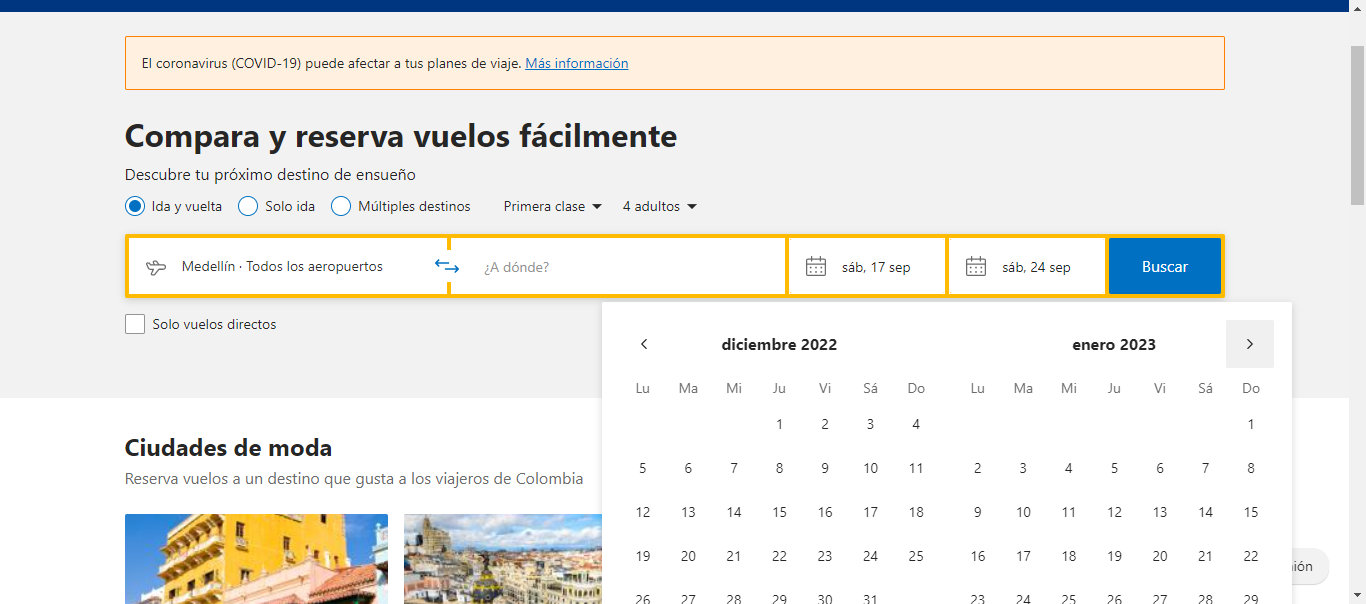 El coronavirus (COVID-19) puede afectar a tus planes de viaje. Más información
Compara y reserva vuelos fácilmente
Descubre tu próximo destino de ensueño
Ida y vuelta Solo ida Múltiples destinos Primera clase 4 adultos
Medellín · Todos los aeropuertos ¿A dónde? sáb, 17 sep sáb, 24 sep Buscar
Solo vuelos directos
diciembre 2022 enero 2023
Lu Ma Mi Ju Vi Sá Do Lu Ma Mi Ju Vi Sá Do
1 2 3 4 1
5 6 7 8 9 10 11 2 3 4 5 6 7 8
Ciudades de moda
Reserva vuelos a un destino que gusta a los viajeros de Colombia
12 13 14 15 16 17 18 9 10 11 12 13 14 15
19 20 21 22 23 24 25 16 17 18 19 20 21 22
26 27 28 29 30 31 23 24 25 26 27 28 29